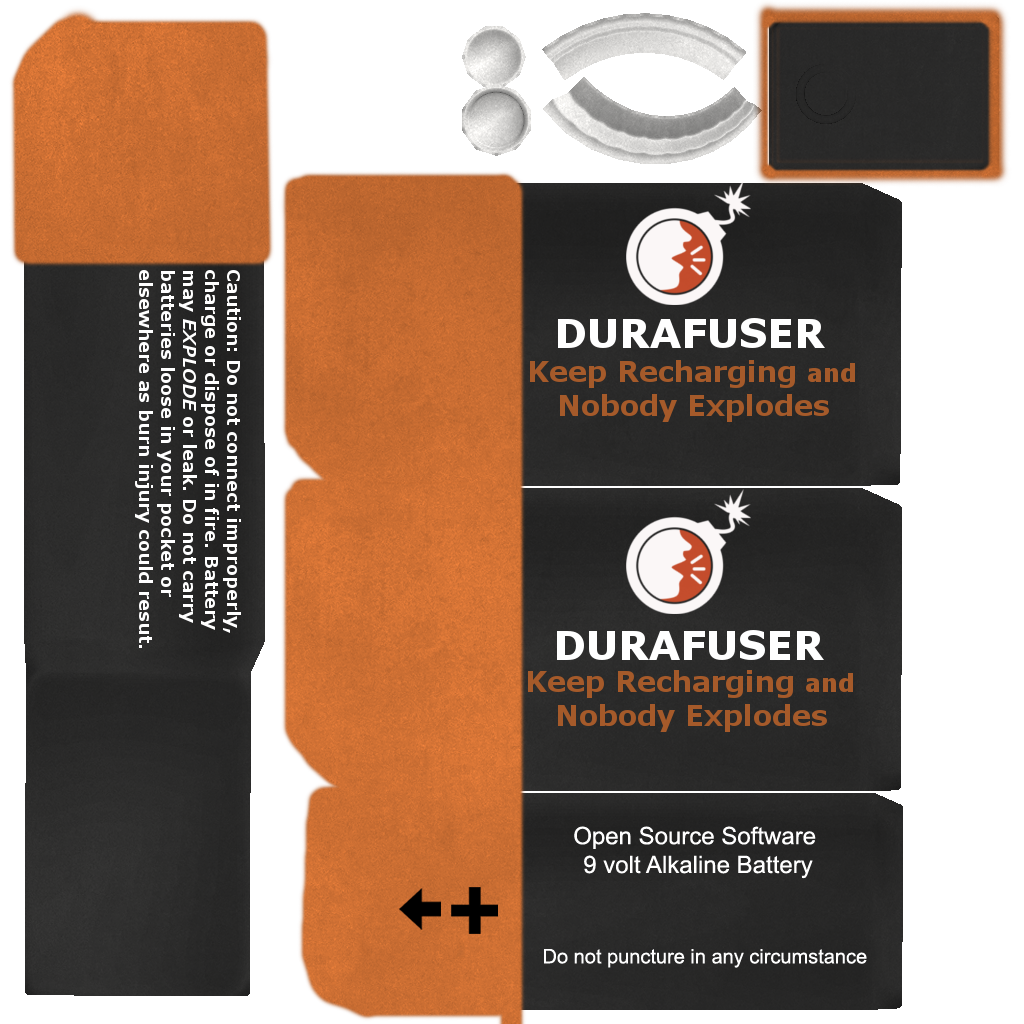 Caution: Do not connect improperly,
charge or dispose of in fire. Battery
may EXPLODE or leak. Do not carry
batteries loose in your pocket or
elsewhere as burn injury could resut.
DURAFUSER
Keep Recharging and
Nobody Explodes
DURAFUSER
Keep Recharging and
Nobody Explodes
Open Source Software
9 volt Alkaline Battery
Do not puncture in any circumstance